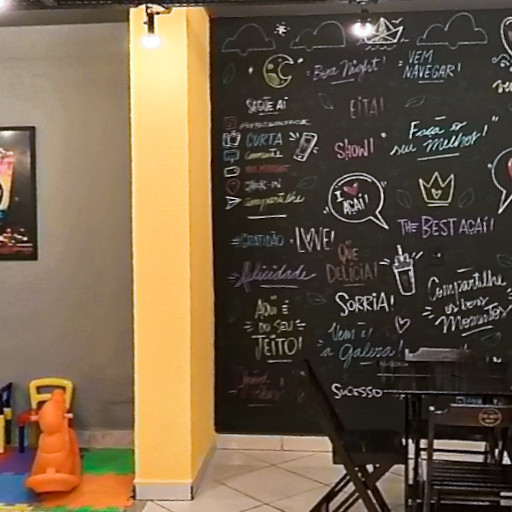 Boa Night!
VEM
NAVEGAR!
SEGUE AÍ
EITA!
CURTA
Comente
SHOW!
Faça o
seu Melhor!
CHECK-IN
Compartilhe
I ♥
AÇAÍ!
THE BEST AÇAÍ!
#GRATIDÃO
LOVE!
QUE
DELÍCIA!
#Felicidade
Compartilhe
os bons
Momentos
SORRIA!
AQUI É
DO SEU
JEITO!
Vem é!
a Galera!
SUCESSO